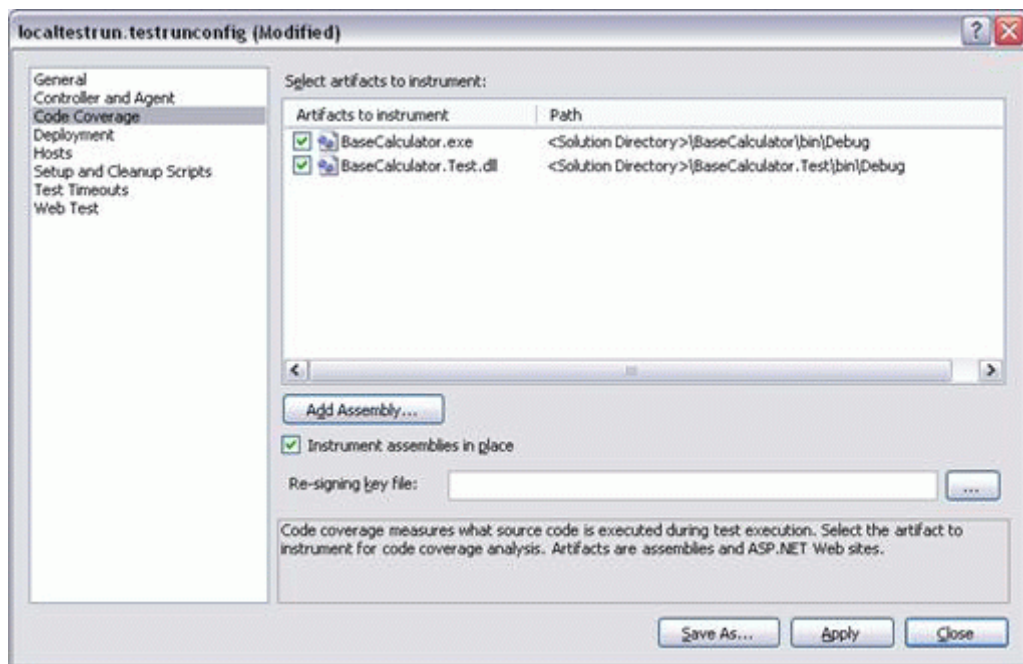 localtestrun.testrunconfig (Modified)
General
Controller and Agent
Code Coverage
Deployment
Hosts
Setup and Cleanup Scripts
Test Timeouts
Web Test
Select artifacts to instrument:
Artifacts to instrument Path
BaseCalculator.exe <Solution Directory>\BaseCalculator\bin\Debug
BaseCalculator.Test.dll <Solution Directory>\BaseCalculator.Test\bin\Debug
Add Assembly...
Instrument assemblies in place
Re-signing key file:
...
Code coverage measures what source code is executed during test execution. Select the artifact to
instrument for code coverage analysis. Artifacts are assemblies and ASP.NET Web sites.
Save As... Apply Close